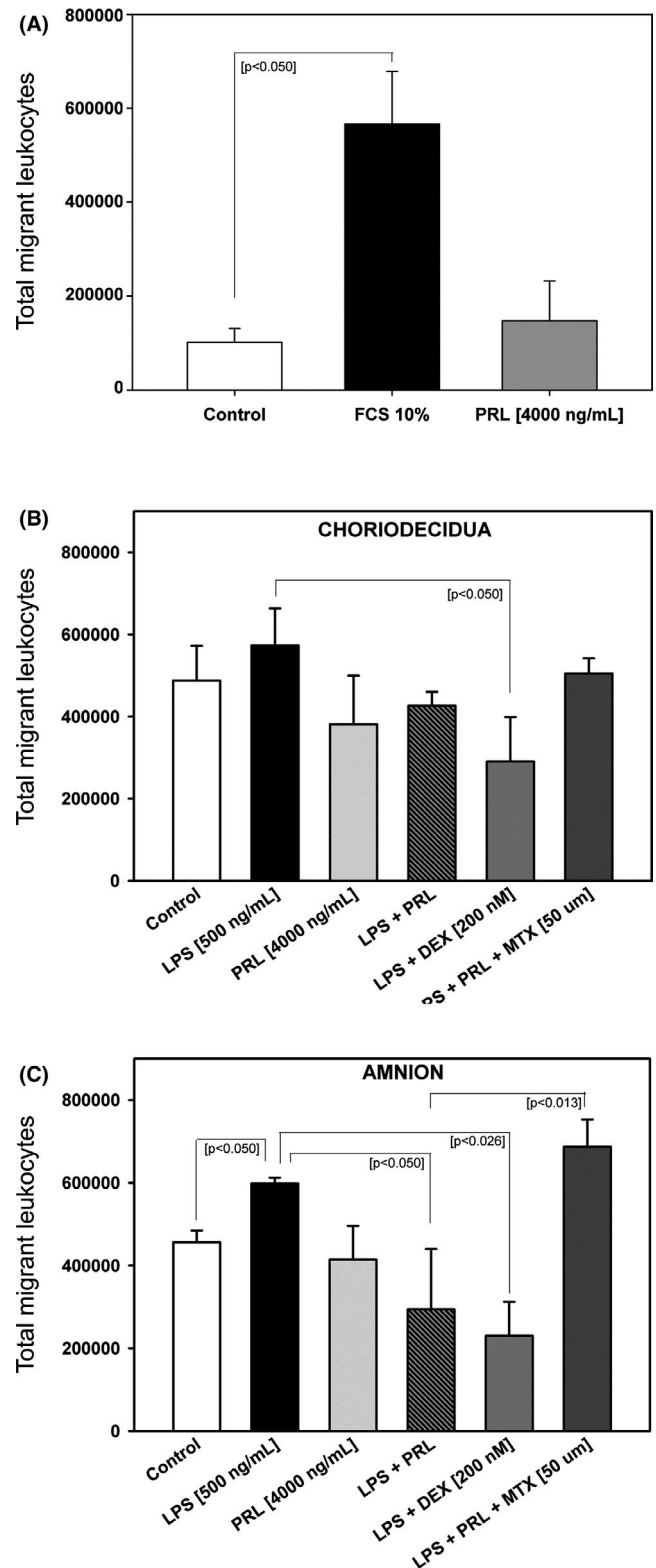 (A)
800000
600000
400000
200000
0
Total migrant leukocytes
[p<0.050]
Control
FCS 10%
PRL [4000 ng/mL]
(B)
CHORIODECIDUA
800000
600000
400000
200000
0
Total migrant leukocytes
[p<0.050]
Control
LPS [500 ng/mL]
PRL [4000 ng/mL]
LPS + PRL
LPS + DEX [200 nM]
PS + PRL + MTX [50 um]
(C)
AMNION
800000
600000
400000
200000
0
Total migrant leukocytes
[p<0.013]
[p<0.050]
[p<0.026]
[p<0.050]
Control
LPS [500 ng/mL]
PRL [4000 ng/mL]
LPS + PRL
LPS + DEX [200 nM]
LPS + PRL + MTX [50 um]